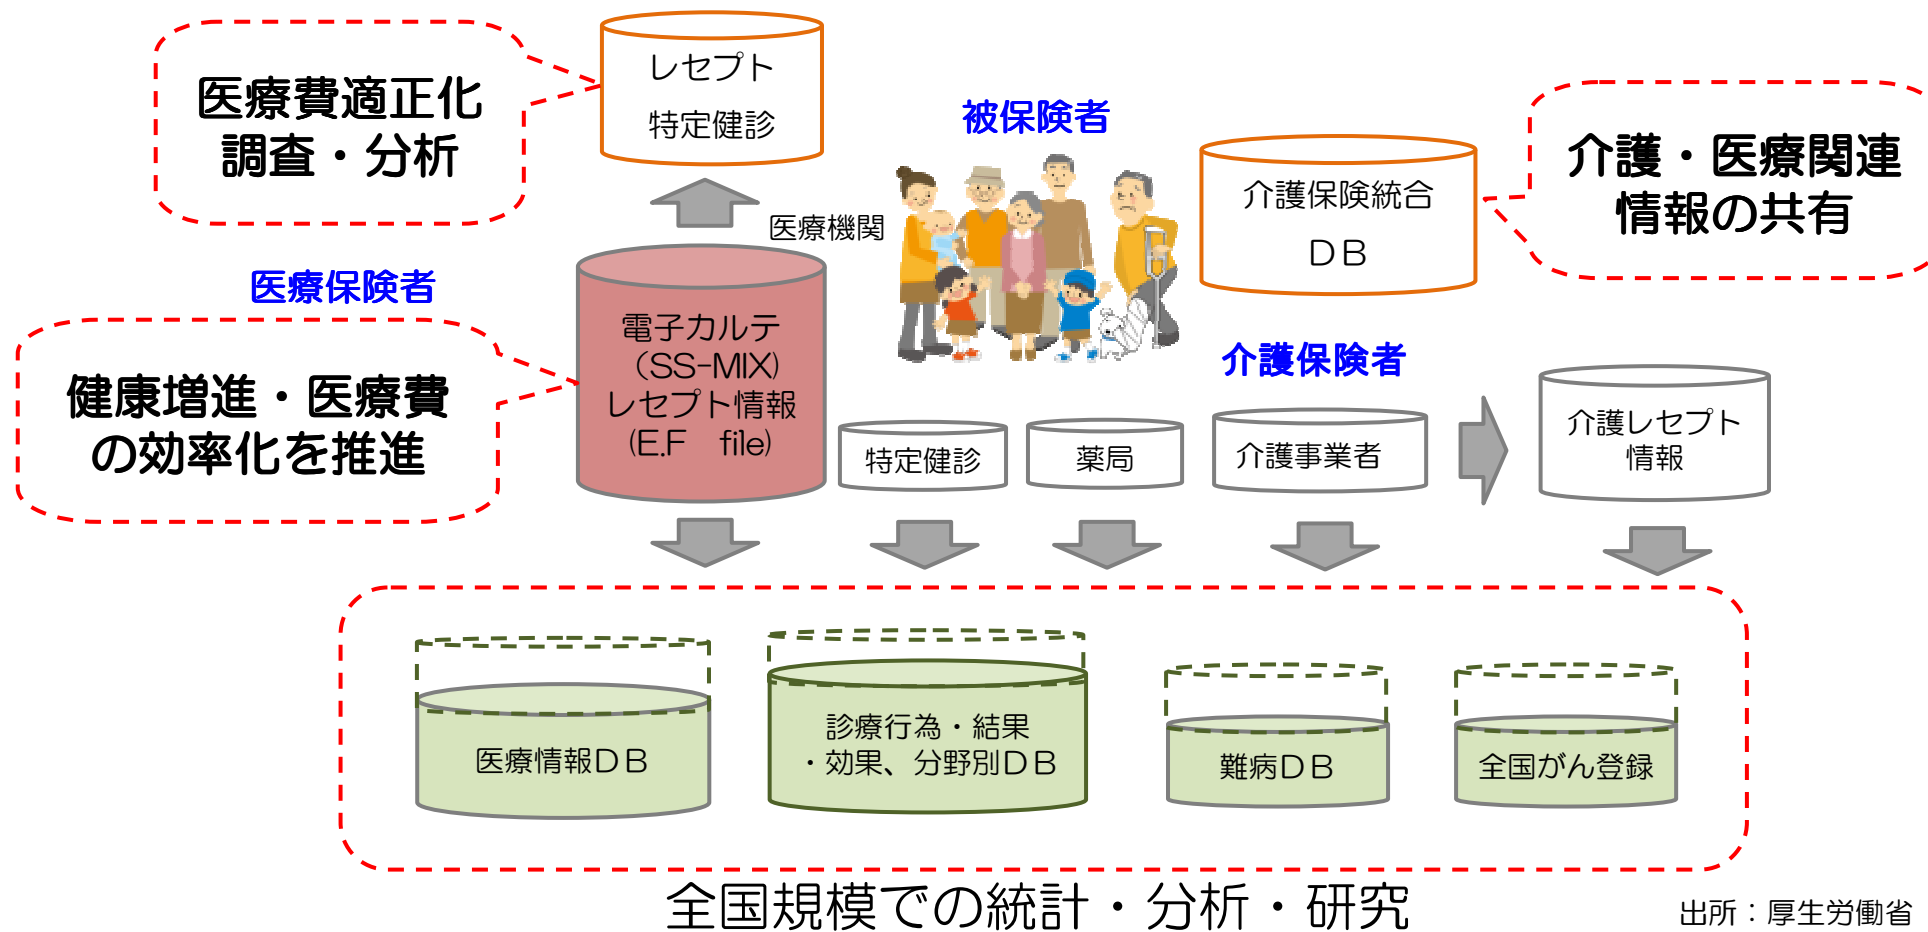 医療費適正化
調査・分析
レセプト
特定健診
被保険者
介護保険統合
ＤＢ
介護・医療関連
情報の共有
医療機関
医療保険者
健康増進・医療費
の効率化を推進
電子カルテ
（SS-MIX)
レセプト情報
(E.F　file)
特定健診
薬局
介護保険者
介護事業者
介護レセプト
情報
医療情報ＤＢ
診療行為・結果
・効果、分野別ＤＢ
難病ＤＢ
全国がん登録
全国規模での統計・分析・研究
出所：厚生労働省